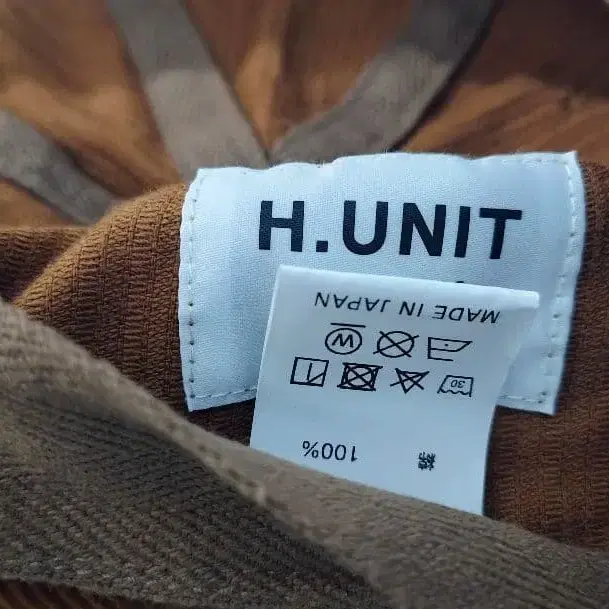 H.UNIT
綿 100%
30
W
MADE IN JAPAN